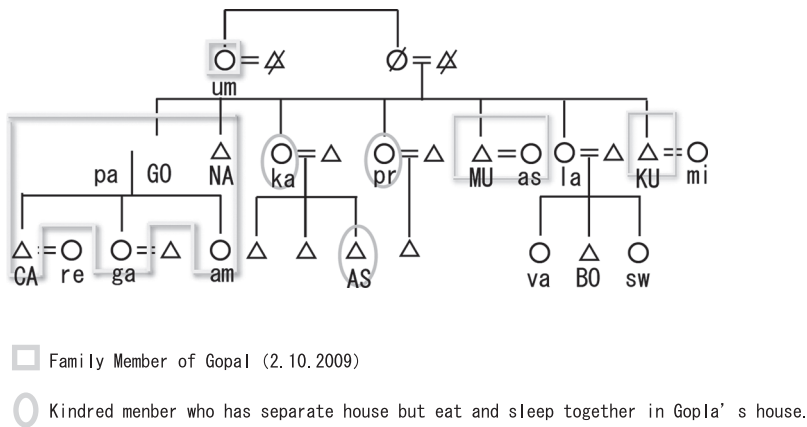 um
pa GO NA ka pr MU as la KU mi
CA re ga am AS va BO sw
Family Member of Gopal (2.10.2009)
Kindred menber who has separate house but eat and sleep together in Gopla's house.